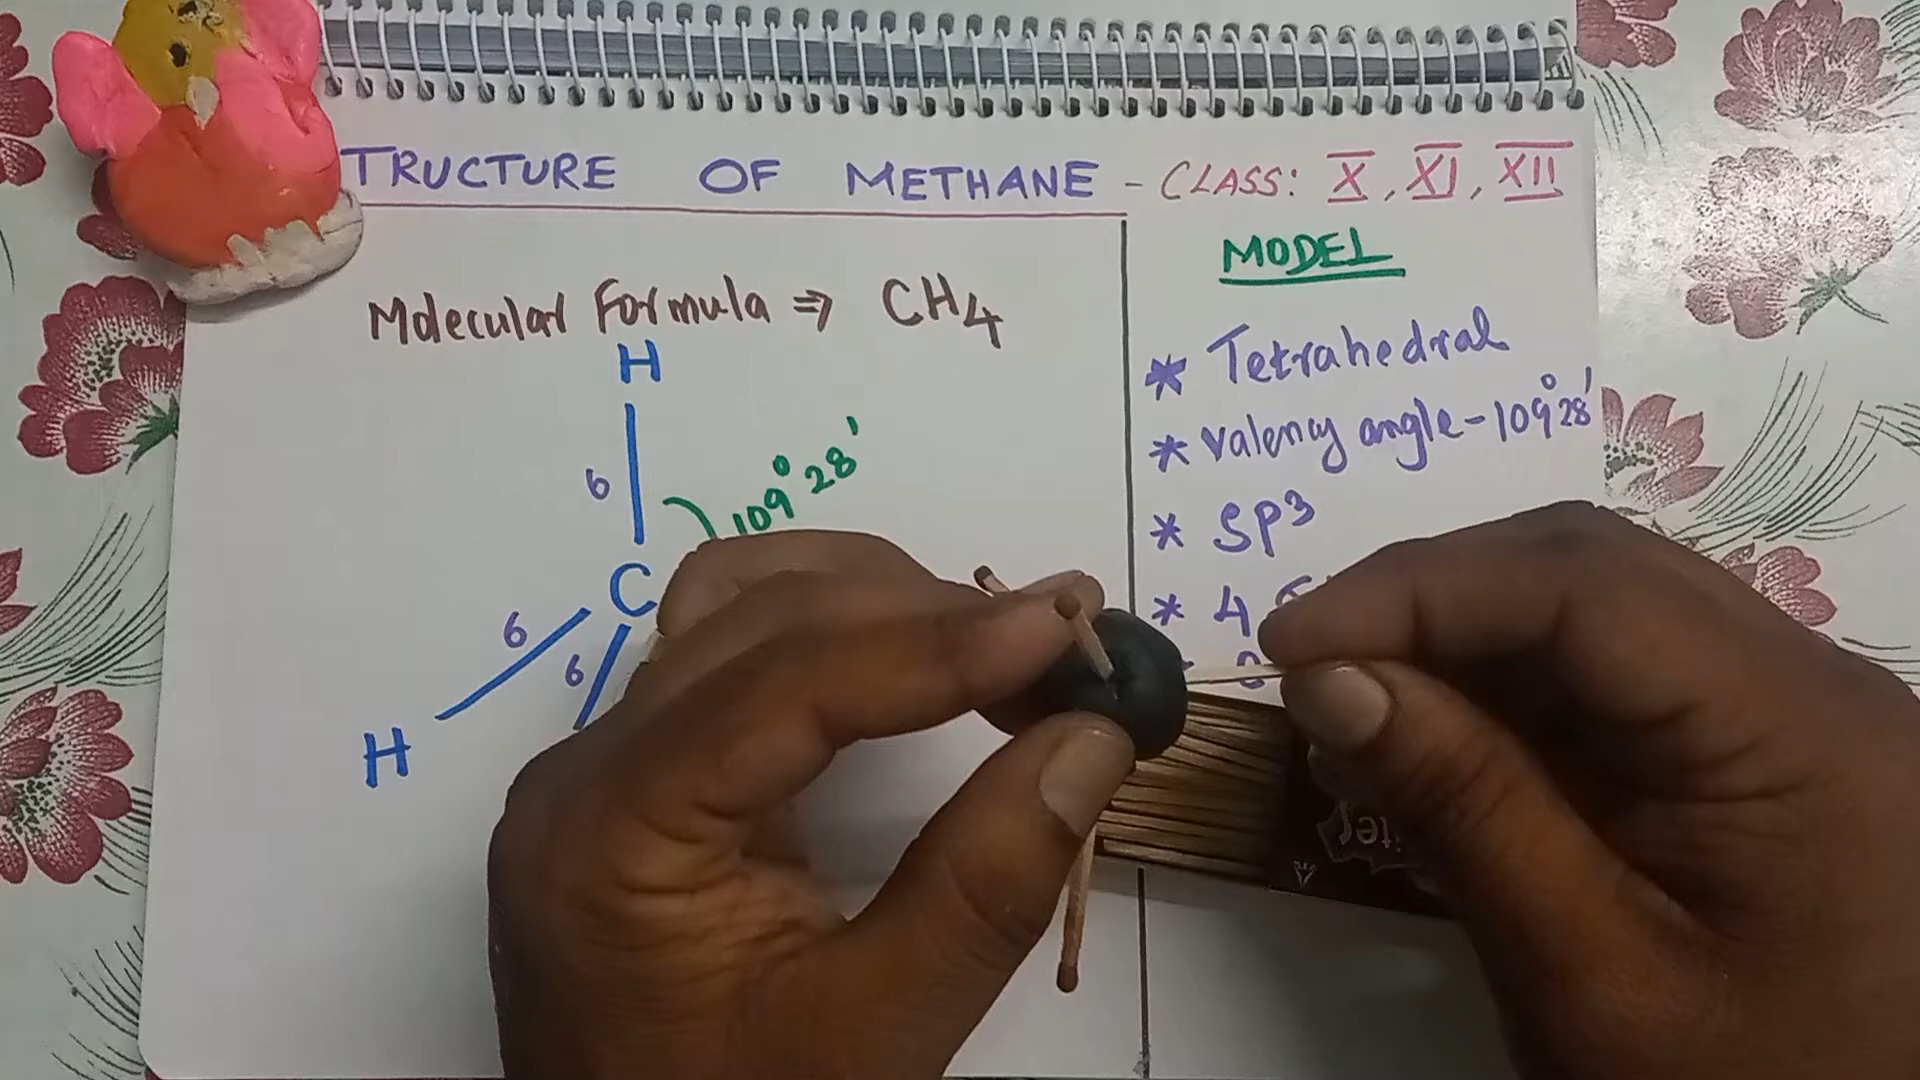 TRUCTURE OF METHANE - CLASS: X, XI, XII
Molecular Formula ⇒ CH4
H
6
109°28'
C
6
6
H
MODEL
* Tetrahedral
* Valency angle - 109°28'
* SP3
* 4